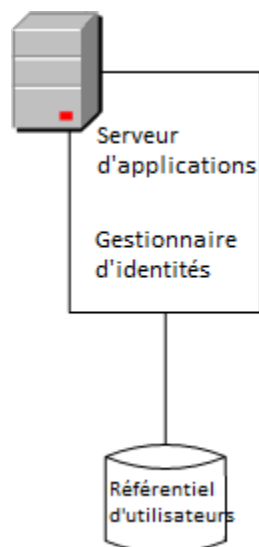 Serveur
d'applications
Gestionnaire
d'identités
Référentiel
d'utilisateurs